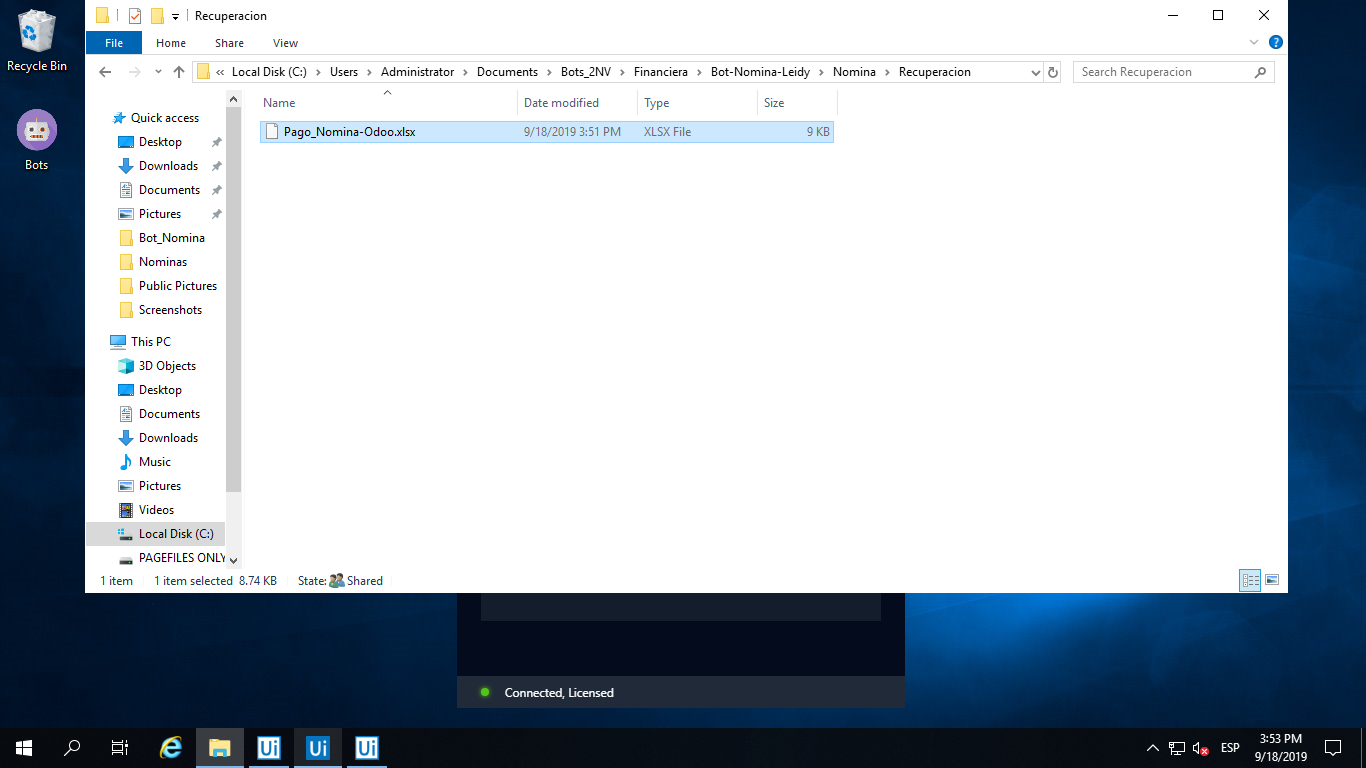 Recycle Bin
Bots
Recuperacion
File Home Share View
« Local Disk (C:) Users Administrator Documents Bots_2NV Financiera Bot-Nomina-Leidy Nomina Recuperacion
Search Recuperacion
Name Date modified Type Size
Pago_Nomina-Odoo.xlsx 9/18/2019 3:51 PM XLSX File 9 KB
Quick access
Desktop
Downloads
Documents
Pictures
Bot_Nomina
Nominas
Public Pictures
Screenshots
This PC
3D Objects
Desktop
Documents
Downloads
Music
Pictures
Videos
Local Disk (C:)
PAGEFILES ONLY
1 item 1 item selected 8.74 KB State: Shared
Connected, Licensed
Ui Ui Ui
ESP
3:53 PM
9/18/2019